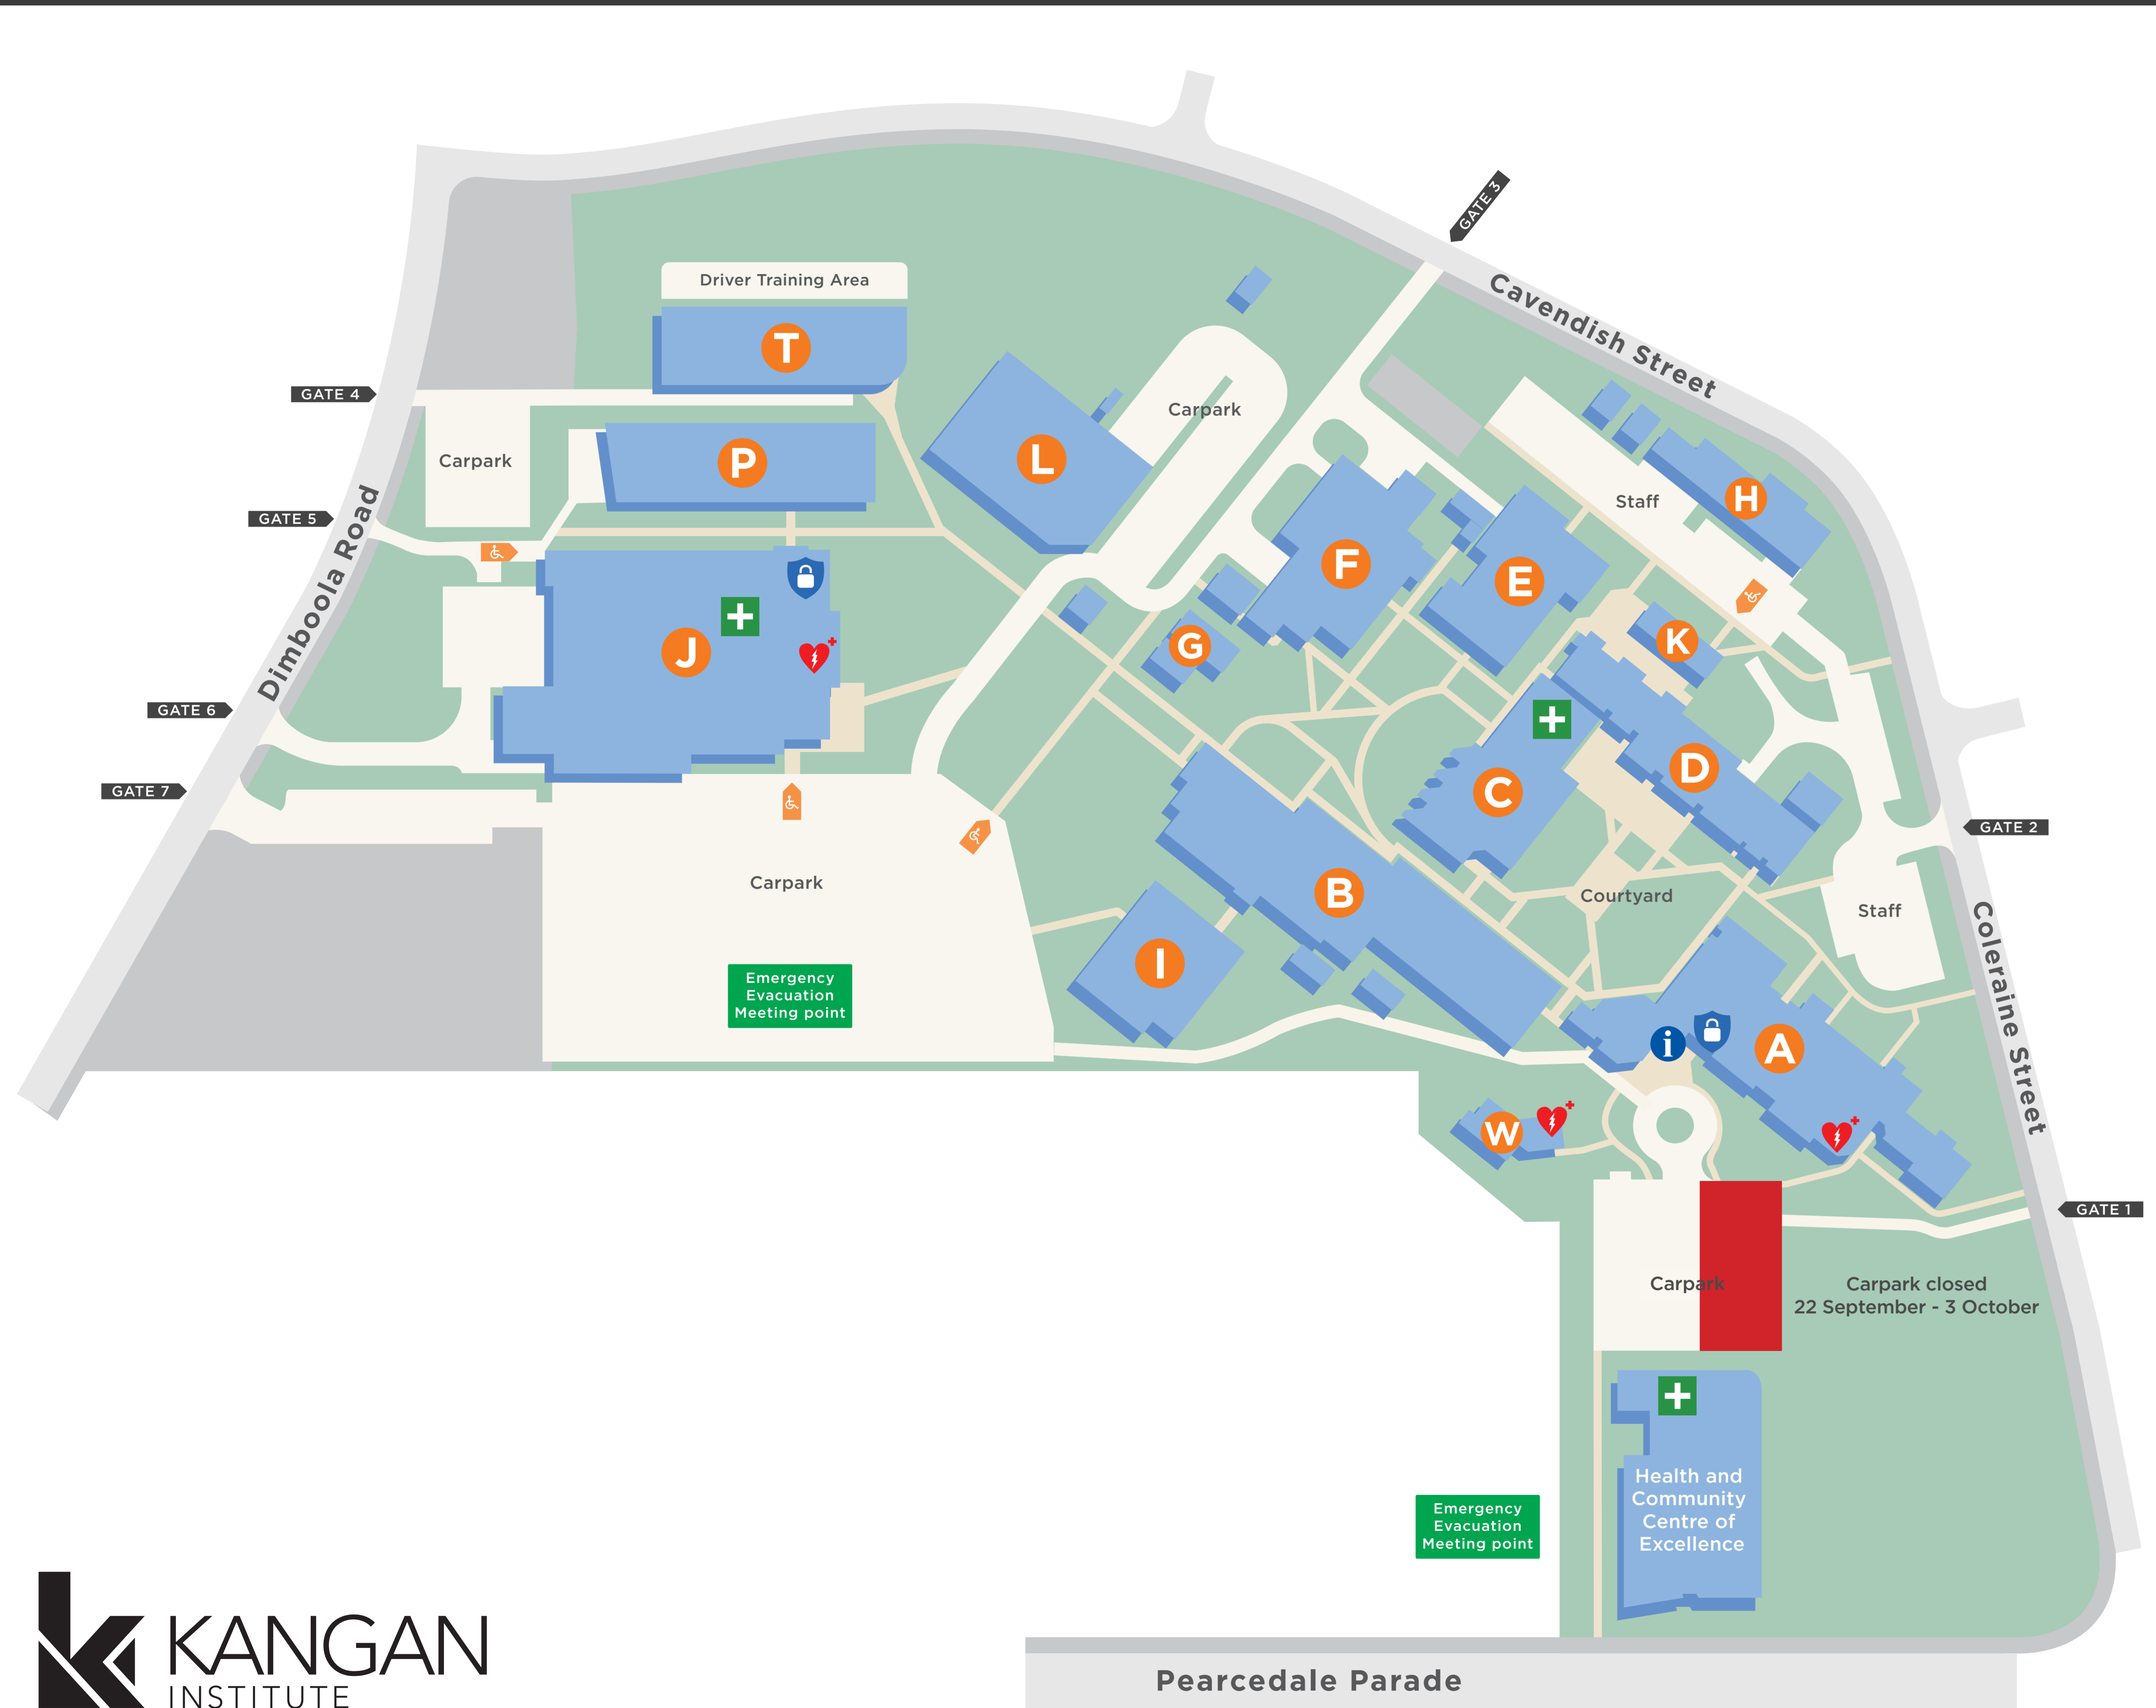 GATE 3
Cavendish Street
Driver Training Area
T
GATE 4
Carpark
L
Carpark
P
H
Staff
GATE 5
Dimboola Road
F
E
J
G
K
GATE 6
C
D
GATE 7
GATE 2
Carpark
B
Courtyard
Staff
Coleraine Street
I
Emergency
Evacuation
Meeting point
i
A
W
GATE 1
Carpark
Carpark closed
22 September - 3 October
Health and
Community
Centre of
Excellence
Emergency
Evacuation
Meeting point
KANGAN
INSTITUTE
Pearcedale Parade